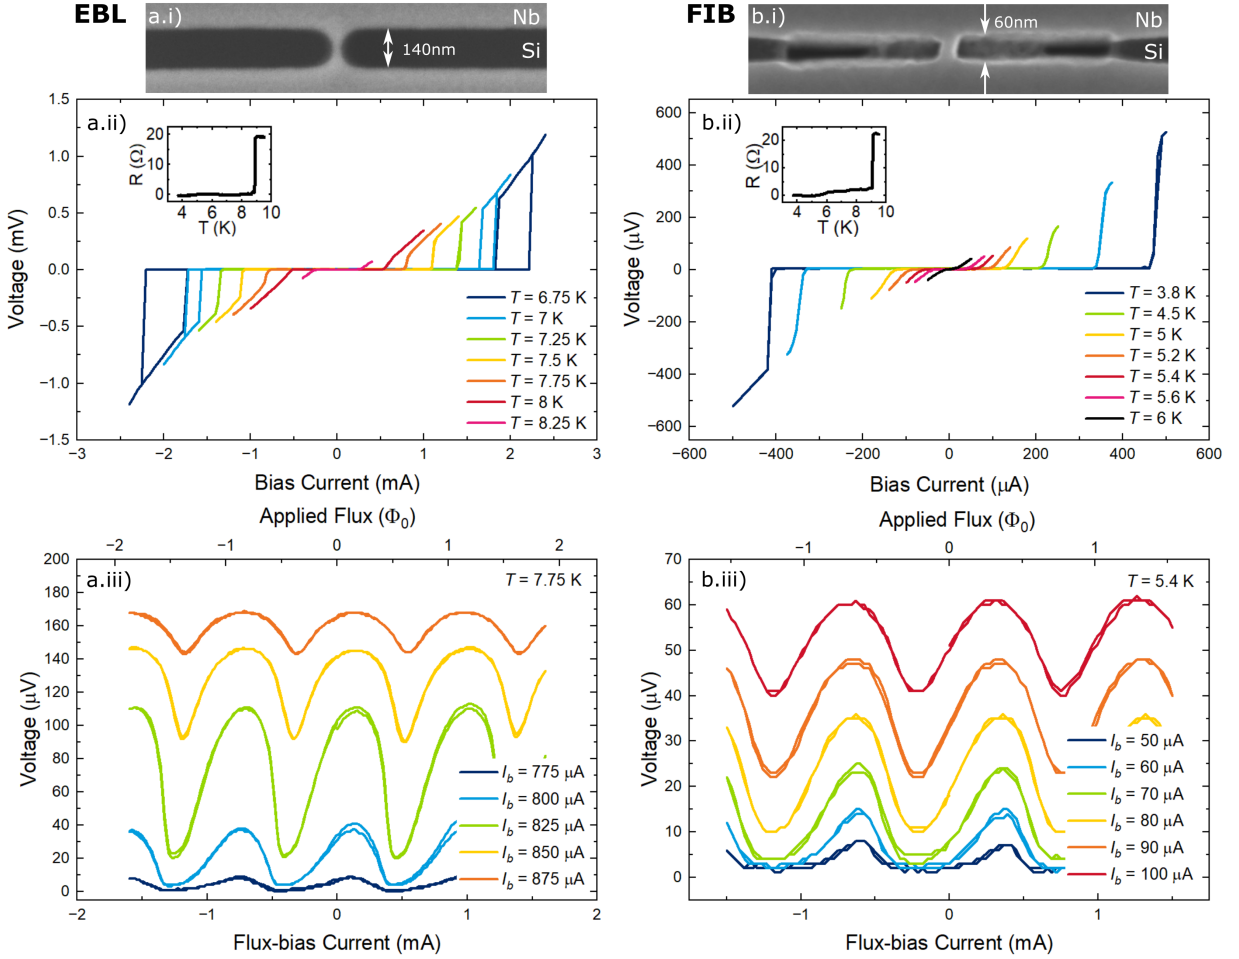 EBL
a.i)
Nb
140nm
Si
FIB
b.i)
60nm
Nb
Si
a.ii)
1.5
1.0
0.5
0.0
−0.5
−1.0
−1.5
Voltage (mV)
20
10
0
R (Ω)
4 6 8 10
T (K)
T = 6.75 K
T = 7 K
T = 7.25 K
T = 7.5 K
T = 7.75 K
T = 8 K
T = 8.25 K
−3 −2 −1 0 1 2 3
Bias Current (mA)
b.ii)
600
400
200
0
−200
−400
−600
Voltage (μV)
20
10
0
R (Ω)
4 6 8 10
T (K)
T = 3.8 K
T = 4.5 K
T = 5 K
T = 5.2 K
T = 5.4 K
T = 5.6 K
T = 6 K
−600 −400 −200 0 200 400 600
Bias Current (μA)
Applied Flux (Φ0)
−2 −1 0 1 2
a.iii)
T = 7.75 K
200
180
160
140
120
100
80
60
40
20
0
Voltage (μV)
Ib = 775 μA
Ib = 800 μA
Ib = 825 μA
Ib = 850 μA
Ib = 875 μA
−2 −1 0 1 2
Flux-bias Current (mA)
Applied Flux (Φ0)
−1 0 1
b.iii)
T = 5.4 K
70
60
50
40
30
20
10
0
Voltage (μV)
Ib = 50 μA
Ib = 60 μA
Ib = 70 μA
Ib = 80 μA
Ib = 90 μA
Ib = 100 μA
−1 0 1
Flux-bias Current (mA)